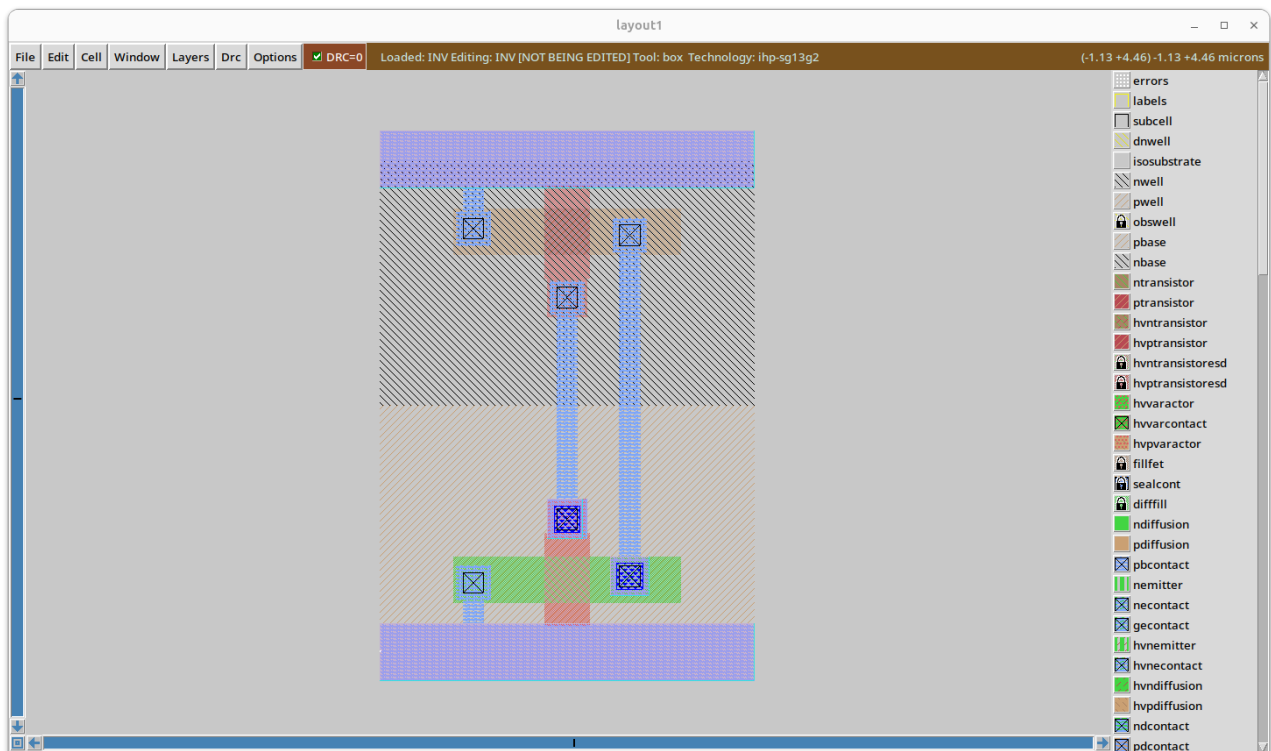 layout1
File Edit Cell Window Layers Drc Options DRC=0 Loaded: INV Editing: INV [NOT BEING EDITED] Tool: box Technology: ihp-sg13g2 (-1.13 +4.46) -1.13 +4.46 microns
errors
labels
subcell
dnwell
isosubstrate
nwell
pwell
obswell
pbase
nbase
ntransistor
ptransistor
hvntransistor
hvptransistor
hvntransistoresd
hvptransistoresd
hvvaractor
hvvarcontact
hvpvaractor
fillfet
sealcont
difffill
ndiffusion
pdiffusion
pbcontact
nemitter
necontact
gecontact
hvnemitter
hvnecontact
hvndiffusion
hvpdiffusion
ndcontact
pdcontact